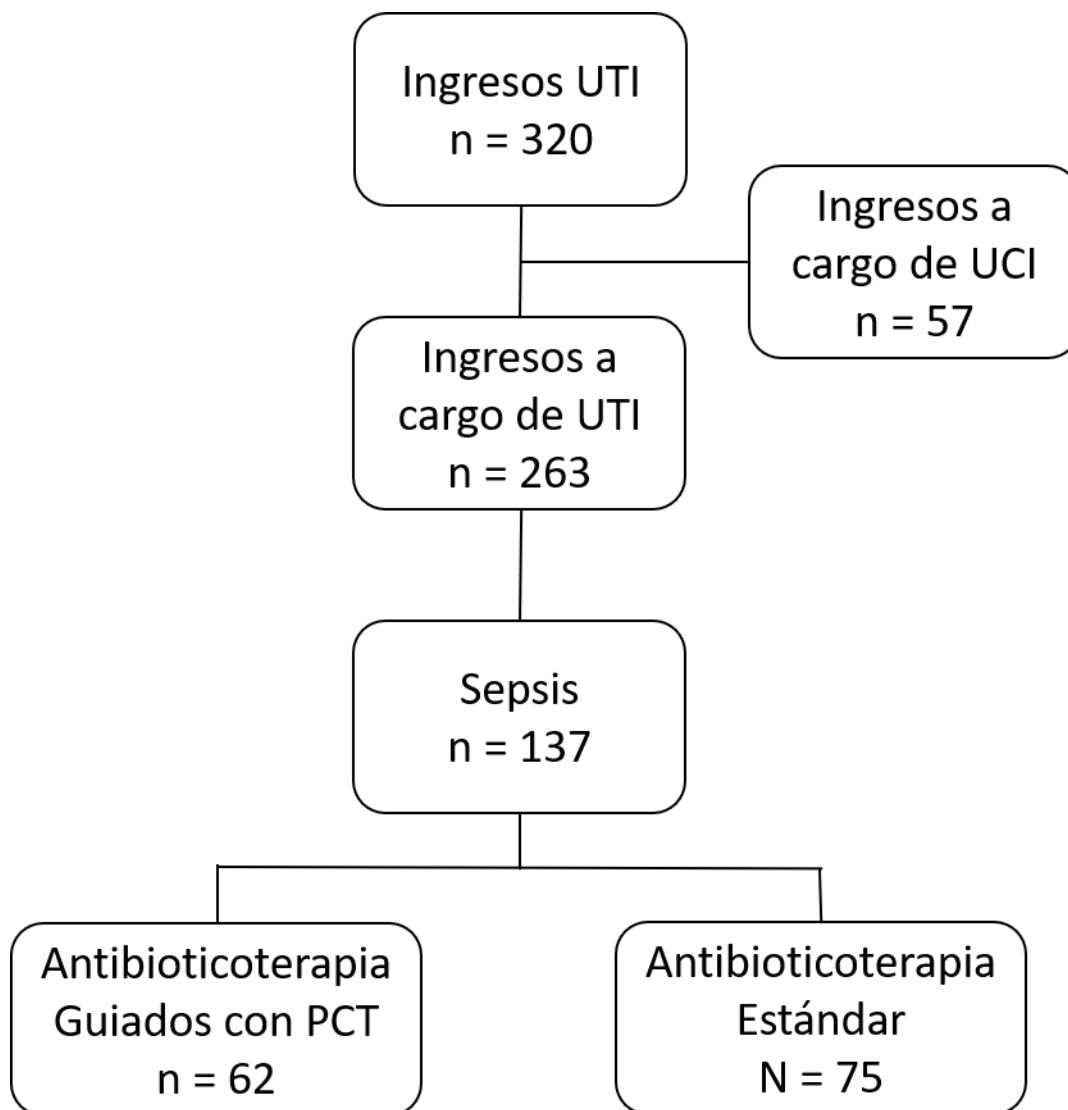 Ingresos UTI
n = 320
Ingresos a
cargo de UCI
n = 57
Ingresos a
cargo de UTI
n = 263
Sepsis
n = 137
Antibioticoterapia
Guiados con PCT
n = 62
Antibioticoterapia
Estándar
N = 75